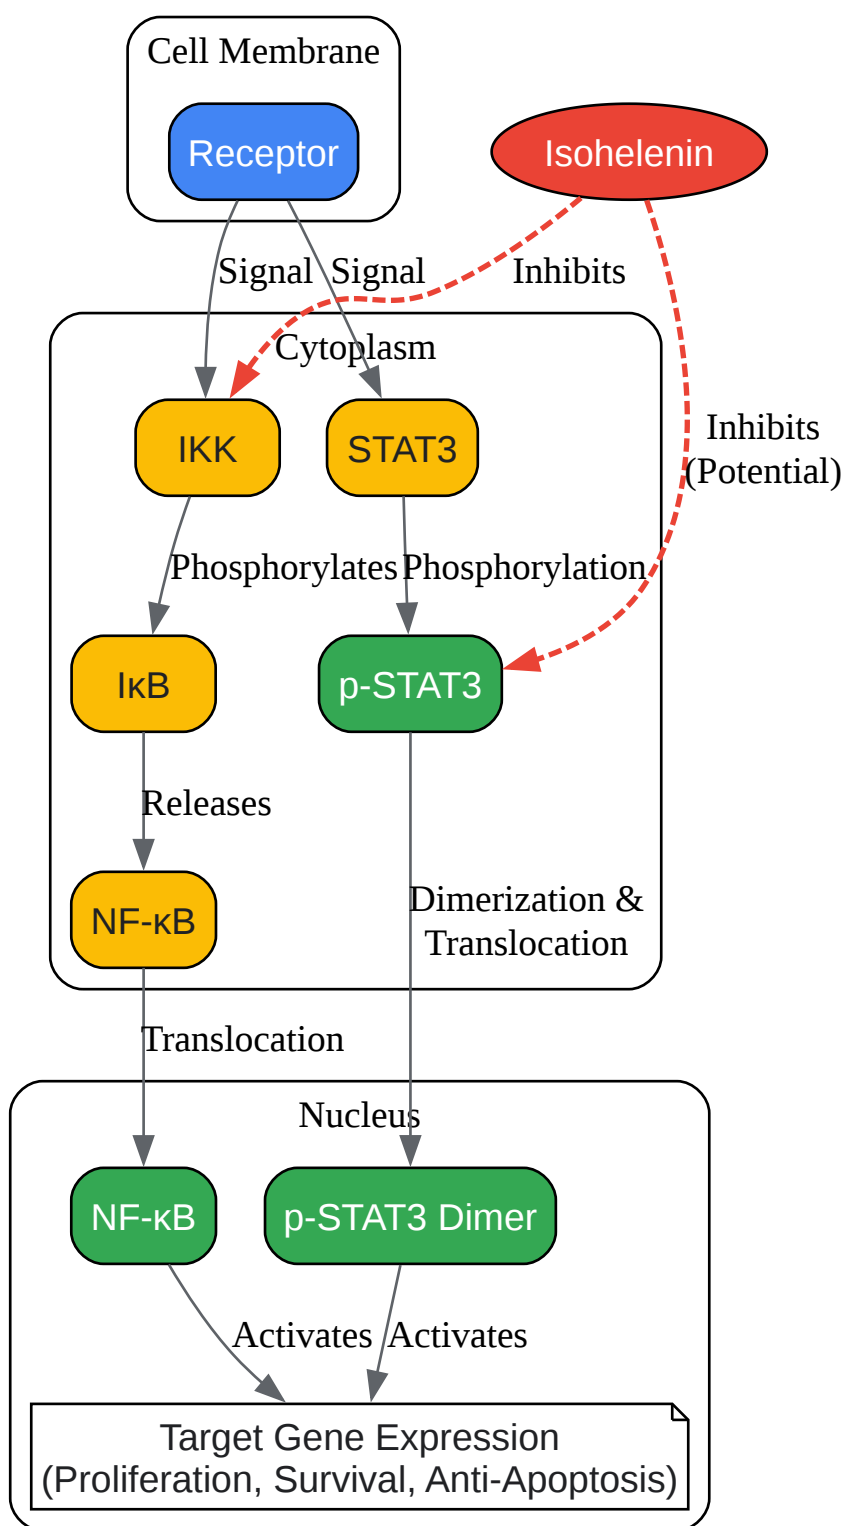 Cell Membrane
Receptor
Isohelenin
Signal
Signal
Inhibits
Cytoplasm
IKK
STAT3
Inhibits
(Potential)
Phosphorylates
Phosphorylation
IκB
p-STAT3
Releases
NF-κB
Dimerization &
Translocation
Translocation
Nucleus
NF-κB
p-STAT3 Dimer
Activates
Activates
Target Gene Expression
(Proliferation, Survival, Anti-Apoptosis)